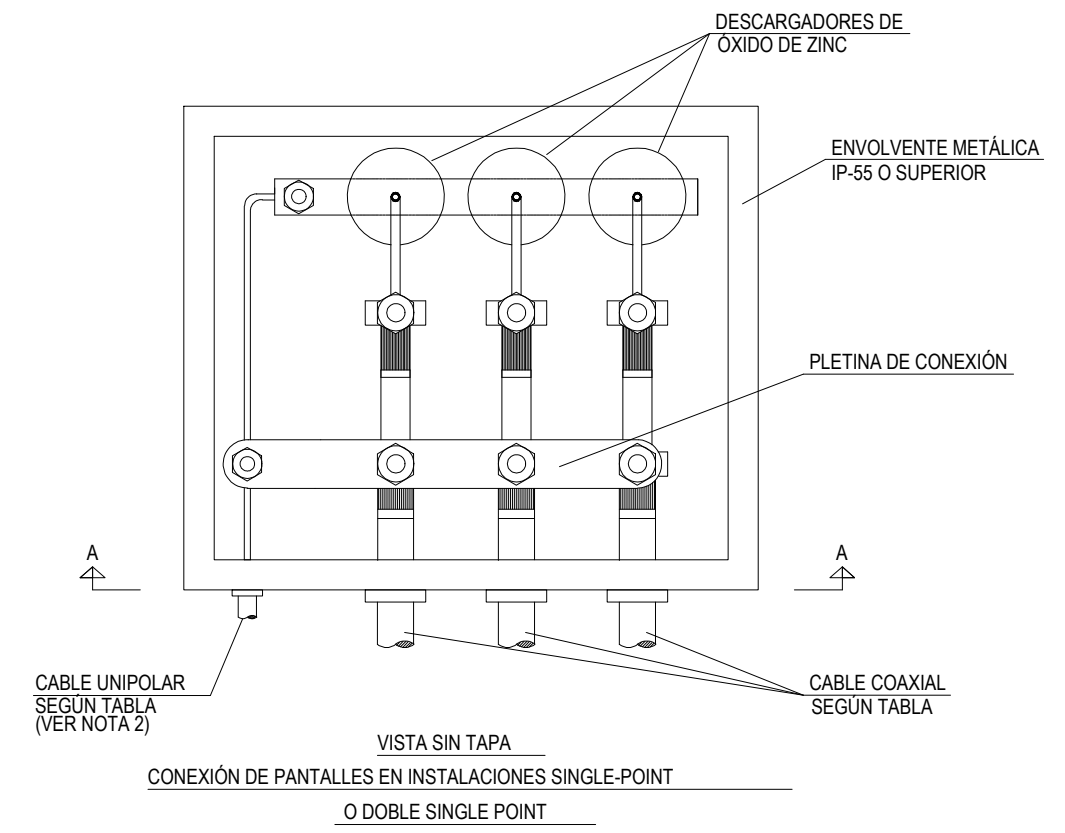 DESCARGADORES DE
ÓXIDO DE ZINC
ENVOLVENTE METÁLICA
IP-55 O SUPERIOR
PLETINA DE CONEXIÓN
A
A
CABLE UNIPOLAR
SEGÚN TABLA
(VER NOTA 2)
CABLE COAXIAL
SEGÚN TABLA
VISTA SIN TAPA
CONEXIÓN DE PANTALLES EN INSTALACIONES SINGLE-POINT
O DOBLE SINGLE POINT